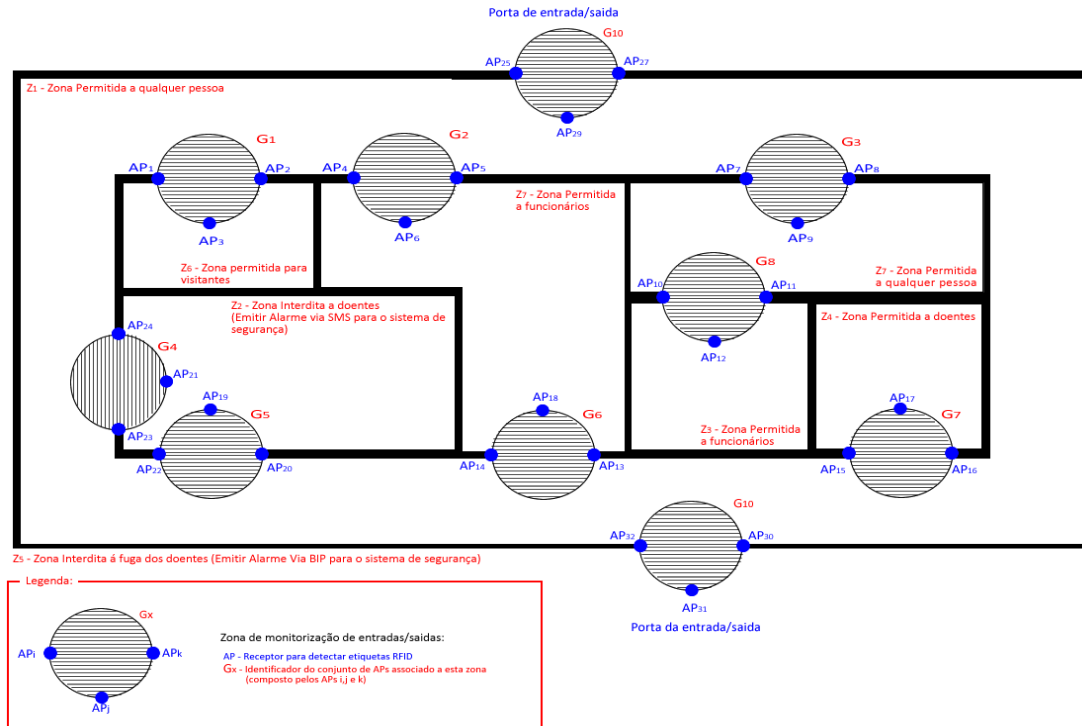 Porta de entrada/saida
G10
AP25
AP27
Z1 - Zona Permitida a qualquer pessoa
AP29
G1
G2
G3
AP1
AP2
AP4
AP5
AP7
AP8
Z7 - Zona Permitida
a funcionários
AP3
AP6
AP9
Z6 - Zona permitida para
visitantes
G8
Z7 - Zona Permitida
a qualquer pessoa
AP10
AP11
Z2 - Zona Interdita a doentes
(Emitir Alarme via SMS para o sistema de
segurança)
Z4 - Zona Permitida a doentes
AP24
G4
AP12
AP21
AP19
AP18
AP17
G5
G6
G7
AP23
Z3 - Zona Permitida
a funcionários
AP22
AP20
AP14
AP13
AP15
AP16
G10
AP32
AP30
Z5 - Zona Interdita á fuga dos doentes (Emitir Alarme Via BIP para o sistema de segurança)
AP31
Porta da entrada/saida
Legenda:
Gx
Zona de monitorização de entradas/saidas:
APi
APk
AP - Receptor para detectar etiquetas RFID
Gx - Identificador do conjunto de APs associado a esta zona
(composto pelos APs i,j e k)
APj